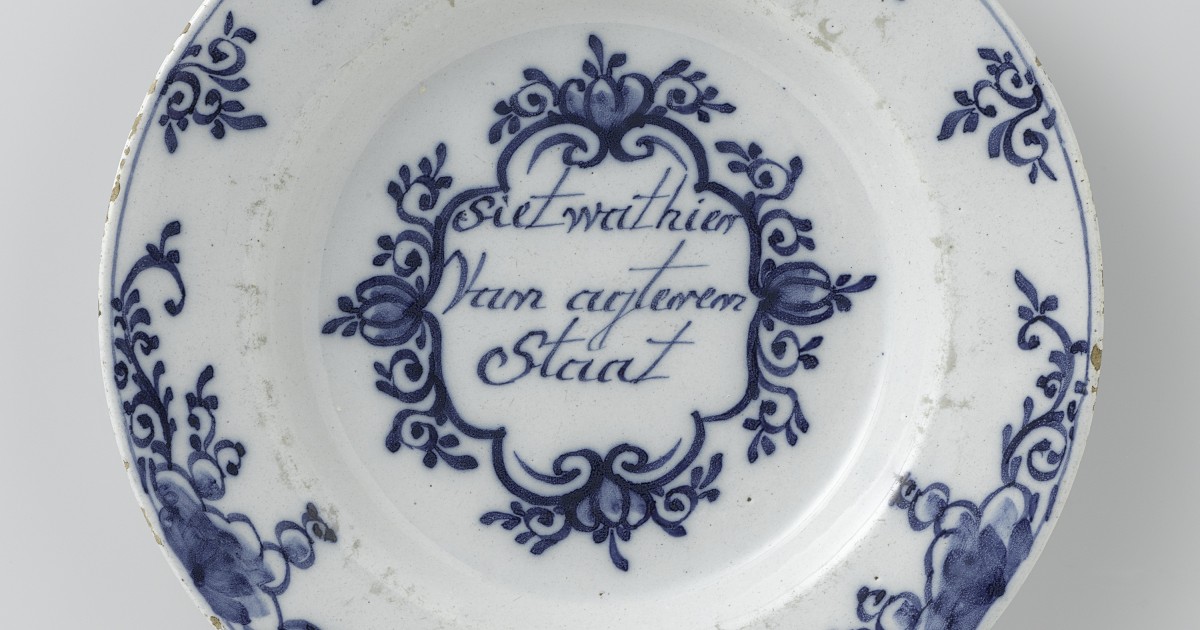 Siet wat hier
Van agteren
Staat